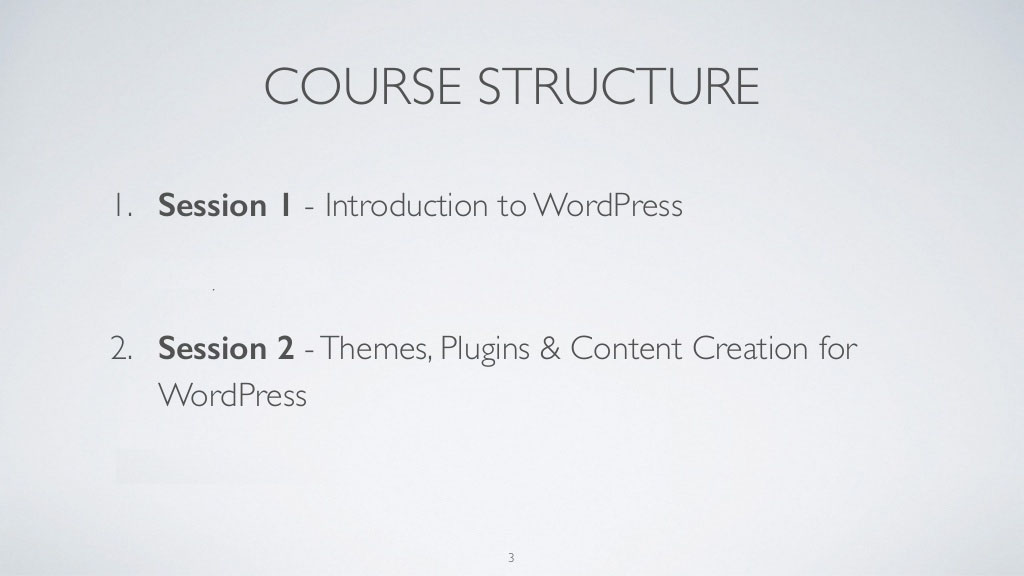 COURSE STRUCTURE
1. Session 1 - Introduction to WordPress
2. Session 2 - Themes, Plugins & Content Creation for
WordPress
3